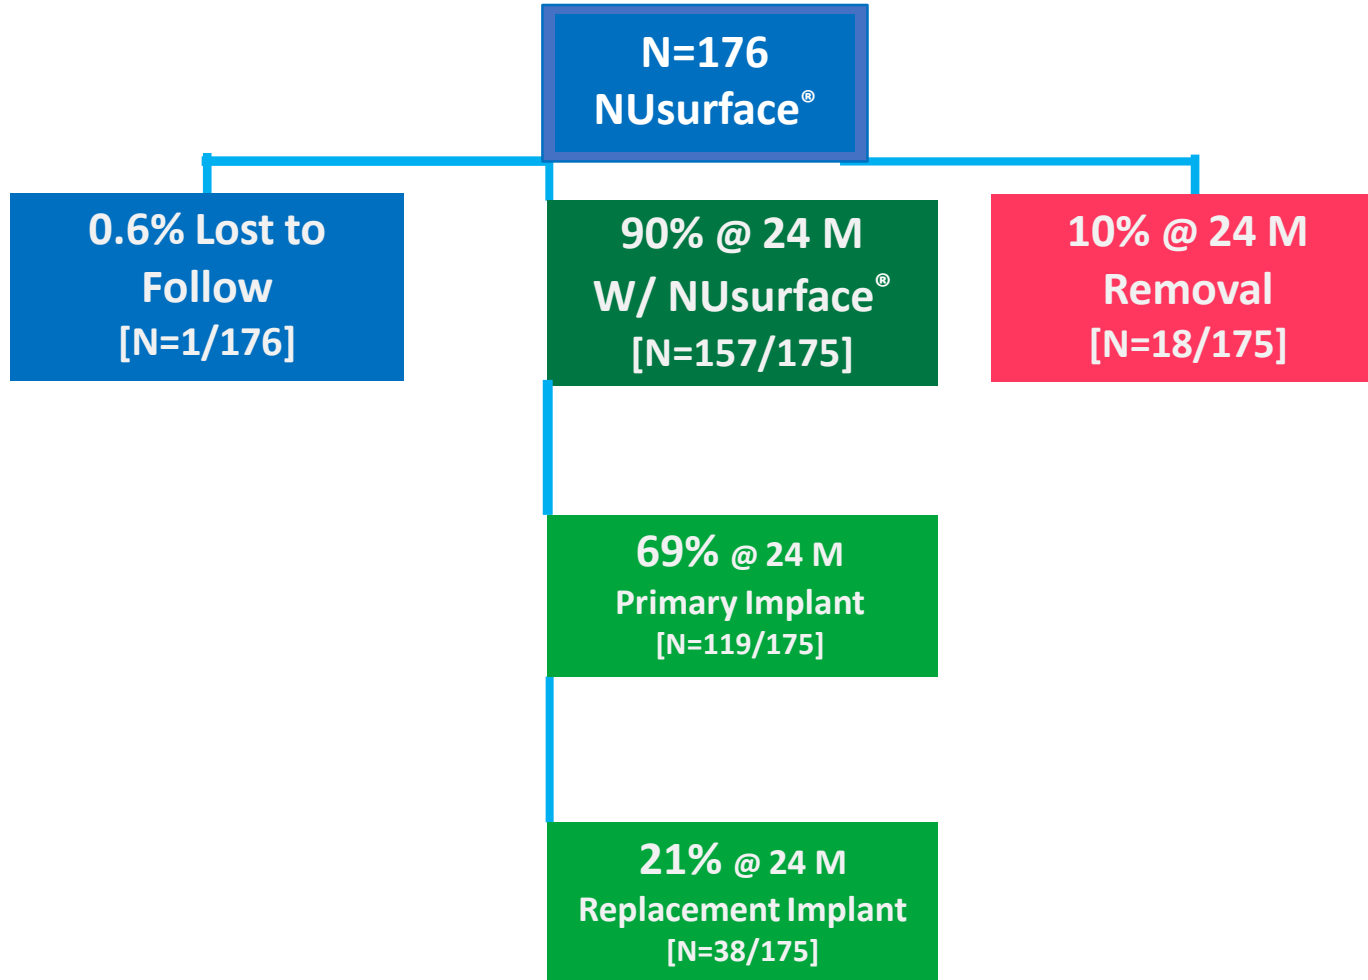 N=176
NUsurface®
0.6% Lost to
Follow
[N=1/176]
90% @ 24 M
W/ NUsurface®
[N=157/175]
10% @ 24 M
Removal
[N=18/175]
69% @ 24 M
Primary Implant
[N=119/175]
21% @ 24 M
Replacement Implant
[N=38/175]